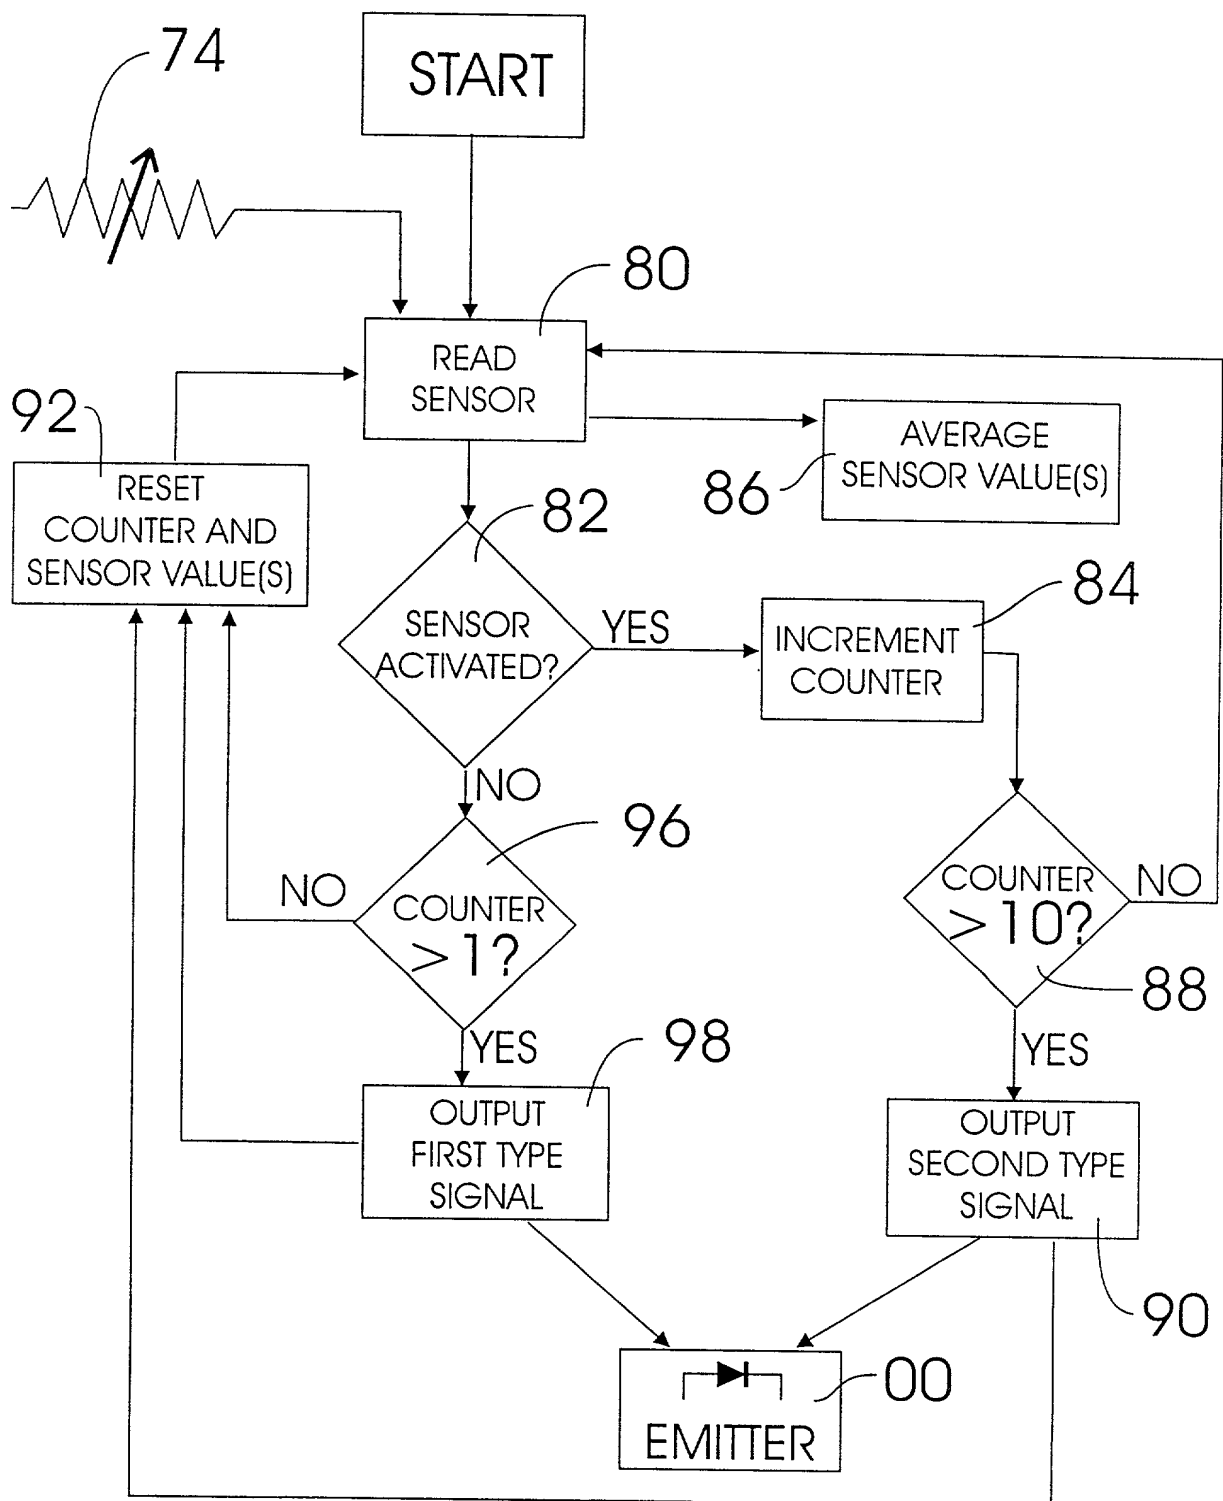 74
START
80
READ
SENSOR
92
RESET
COUNTER AND
SENSOR VALUE(S)
AVERAGE
SENSOR VALUE(S)
86
82
SENSOR
ACTIVATED?
YES
84
INCREMENT
COUNTER
NO
96
COUNTER
> 1?
NO
COUNTER
> 10?
NO
88
YES
98
OUTPUT
FIRST TYPE
SIGNAL
YES
OUTPUT
SECOND TYPE
SIGNAL
90
00
EMITTER